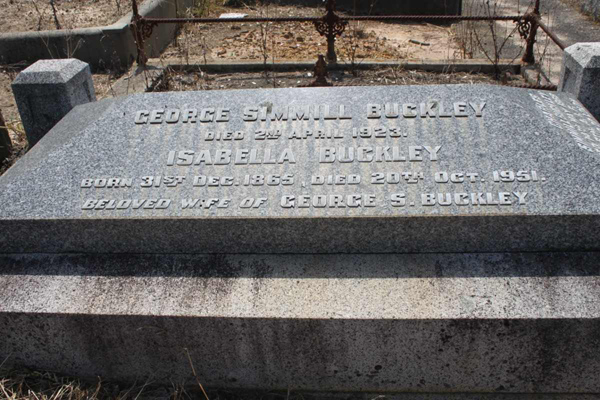 GEORGE SIMMILL BUCKLEY
DIED 2ND APRIL 1923.
ISABELLA BUCKLEY
BORN 31ST DEC. 1865, DIED 20TH OCT. 1951.
BELOVED WIFE OF GEORGE S. BUCKLEY